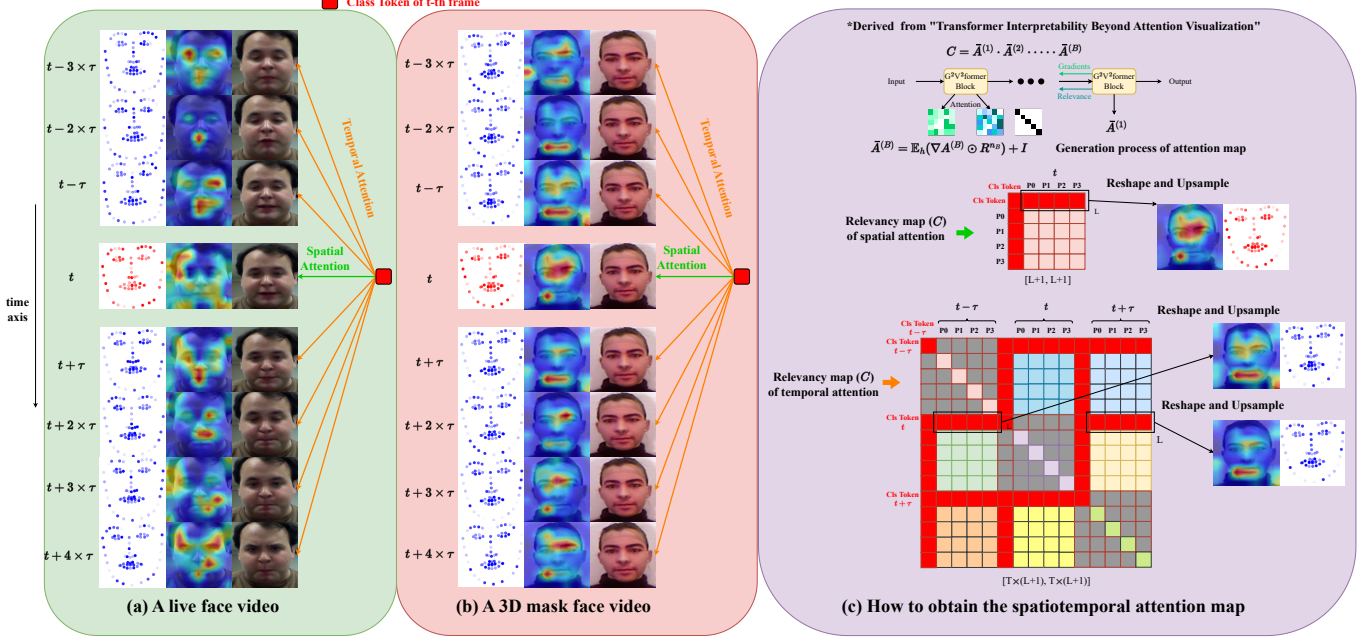 Class Token of t-th frame
time
axis
t − 3 × τ
t − 2 × τ
t − τ
t
t + τ
t + 2 × τ
t + 3 × τ
t + 4 × τ
Temporal Attention
Spatial
Attention
(a) A live face video
t − 3 × τ
t − 2 × τ
t − τ
t
t + τ
t + 2 × τ
t + 3 × τ
t + 4 × τ
Temporal Attention
Spatial
Attention
(b) A 3D mask face video
*Derived from "Transformer Interpretability Beyond Attention Visualization"
C = Ā⁽¹⁾ · Ā⁽²⁾ · · · · · Ā⁽ᴮ⁾
Input
G²V²former
Block
Gradients
Relevance
G²V²former
Block
Output
Attention
Ā⁽¹⁾
Ā⁽ᴮ⁾ = 𝔼ₕ(∇A⁽ᴮ⁾ ⊙ Rⁿᴮ) + I
Generation process of attention map
t
Cls Token P0 P1 P2 P3
Cls Token
P0
P1
P2
P3
L
Reshape and Upsample
Relevancy map (C)
of spatial attention
[L+1, L+1]
t − τ t t + τ
Cls Token
t − τ
P0 P1 P2 P3 P0 P1 P2 P3 P0 P1 P2 P3
Cls Token
t − τ
Cls Token
t
Cls Token
t + τ
L
L
Reshape and Upsample
Reshape and Upsample
Relevancy map (C)
of temporal attention
[T×(L+1), T×(L+1)]
(c) How to obtain the spatiotemporal attention map